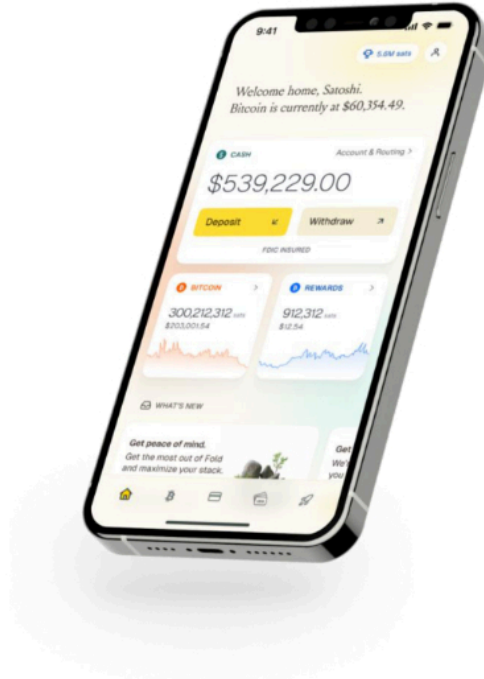 9:41
5.6M sats
Welcome home, Satoshi.
Bitcoin is currently at $60,354.49.
CASH
Account & Routing >
$539,229.00
Deposit
Withdraw
FDIC INSURED
BITCOIN >
300,212,312 sats
$203,001.54
REWARDS >
912,312 sats
$12.54
WHAT'S NEW
Get peace of mind.
Get the most out of Fold
and maximize your stack.
Get
We'
you